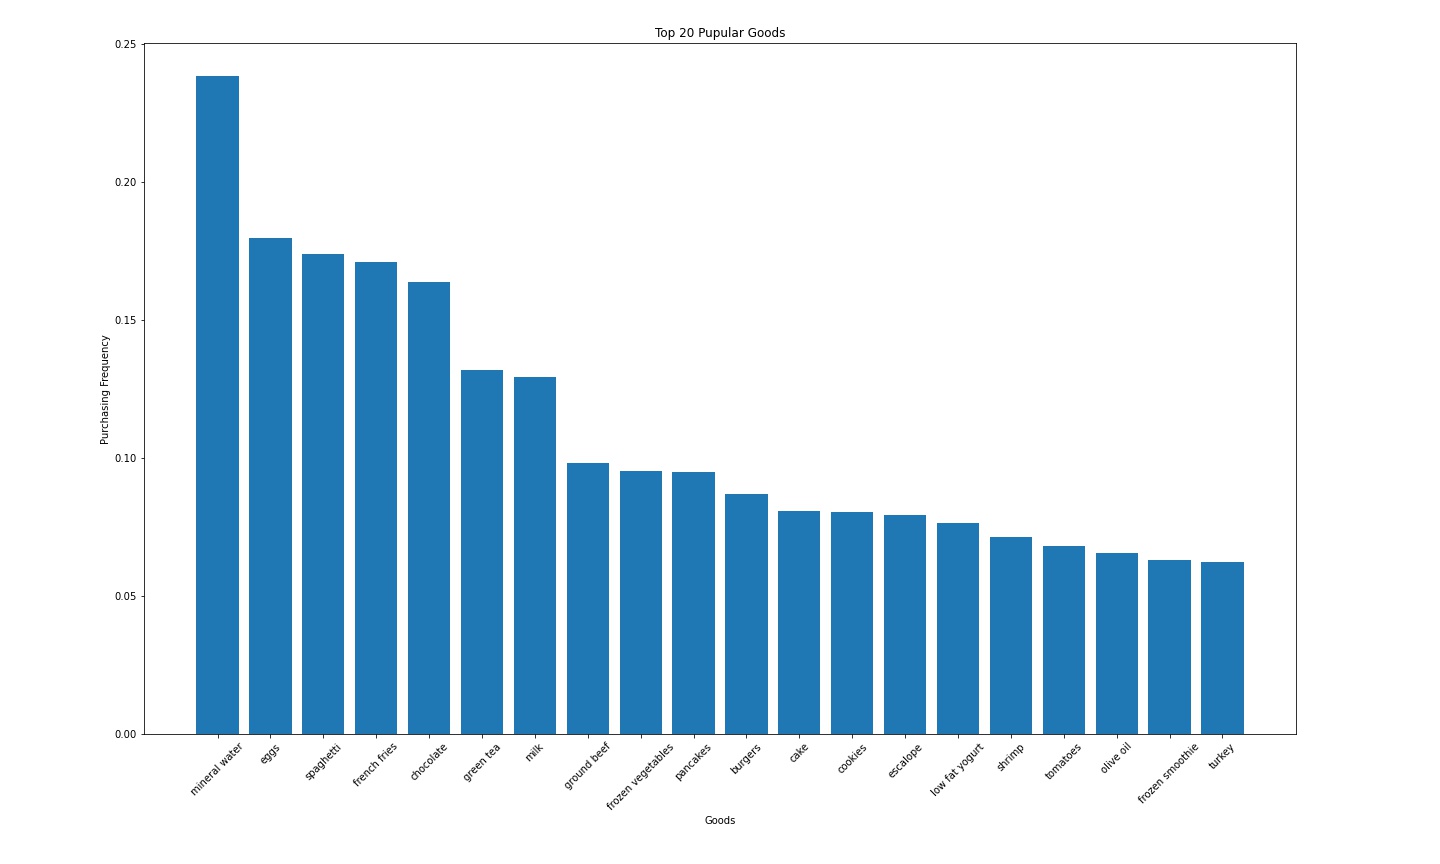 Top 20 Pupular Goods
0.25
0.20
0.15
0.10
0.05
0.00
Purchasing Frequency
mineral water
eggs
spaghetti
french fries
chocolate
green tea
milk
ground beef
frozen vegetables
pancakes
burgers
cake
cookies
escalope
low fat yogurt
shrimp
tomatoes
olive oil
frozen smoothie
turkey
Goods